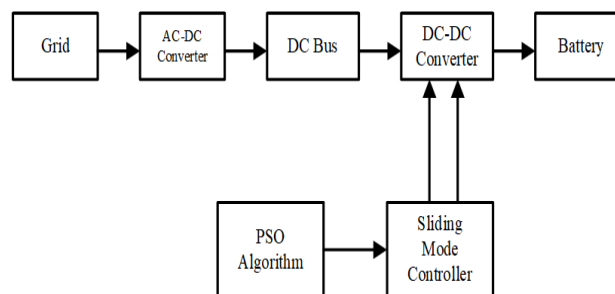 Grid
AC-DC
Converter
DC Bus
DC-DC
Converter
Battery
PSO
Algorithm
Sliding
Mode
Controller